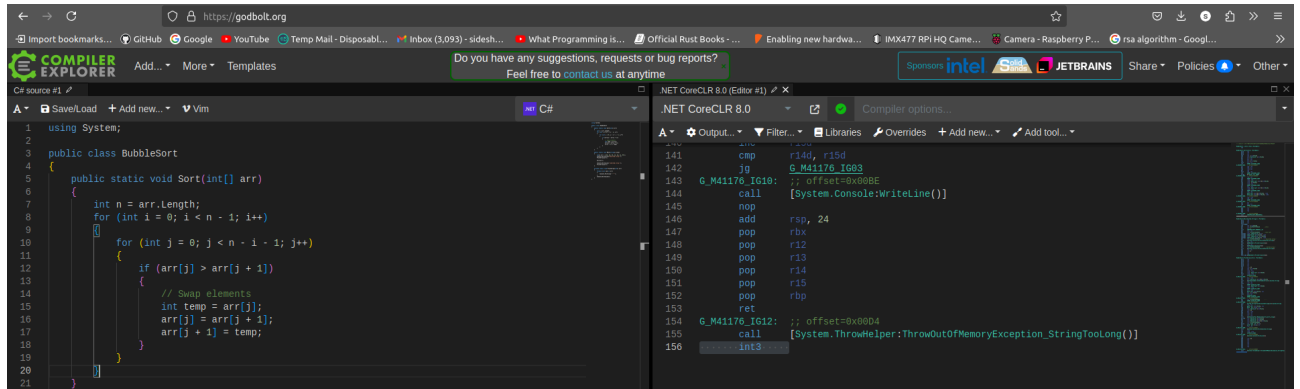 https://godbolt.org
Import bookmarks... GitHub Google YouTube Temp Mail - Disposabl... Inbox (3,093) - sidesh... What Programming is... Official Rust Books - ... Enabling new hardwa... IMX477 RPi HQ Came... Camera - Raspberry P... rsa algorithm - Googl...
COMPILER EXPLORER Add... More Templates
Do you have any suggestions, requests or bug reports? Feel free to contact us at anytime
Sponsors intel Solid Sands JETBRAINS Share Policies Other
C# source #1
A Save/Load + Add new... Vim .NET C#
1 using System;
2
3 public class BubbleSort
4 {
5 public static void Sort(int[] arr)
6 {
7 int n = arr.Length;
8 for (int i = 0; i < n - 1; i++)
9 {
10 for (int j = 0; j < n - i - 1; j++)
11 {
12 if (arr[j] > arr[j + 1])
13 {
14 // Swap elements
15 int temp = arr[j];
16 arr[j] = arr[j + 1];
17 arr[j + 1] = temp;
18 }
19 }
20 }
21 }
.NET CoreCLR 8.0 (Editor #1)
.NET CoreCLR 8.0 Compiler options...
A Output... Filter... Libraries Overrides + Add new... Add tool...
141 cmp r14d, r15d
142 jg G_M41176_IG03
143 G_M41176_IG10: ;; offset=0x00BE
144 call [System.Console:WriteLine()]
145 nop
146 add rsp, 24
147 pop rbx
148 pop r12
149 pop r13
150 pop r14
151 pop r15
152 pop rbp
153 ret
154 G_M41176_IG12: ;; offset=0x00D4
155 call [System.ThrowHelper:ThrowOutOfMemoryException_StringTooLong()]
156 int3